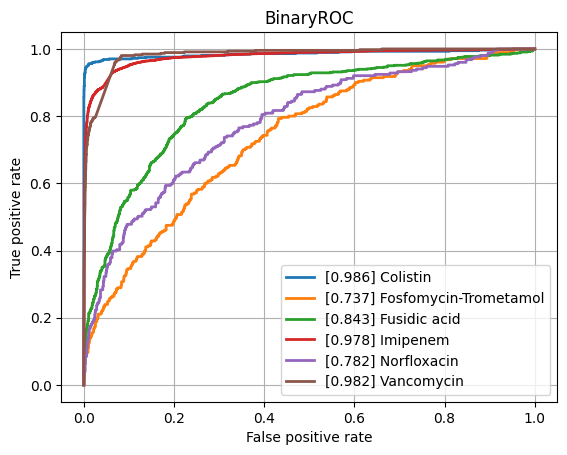 BinaryROC
True positive rate
1.0
0.8
0.6
0.4
0.2
0.0
[0.986] Colistin
[0.737] Fosfomycin-Trometamol
[0.843] Fusidic acid
[0.978] Imipenem
[0.782] Norfloxacin
[0.982] Vancomycin
0.0 0.2 0.4 0.6 0.8 1.0
False positive rate